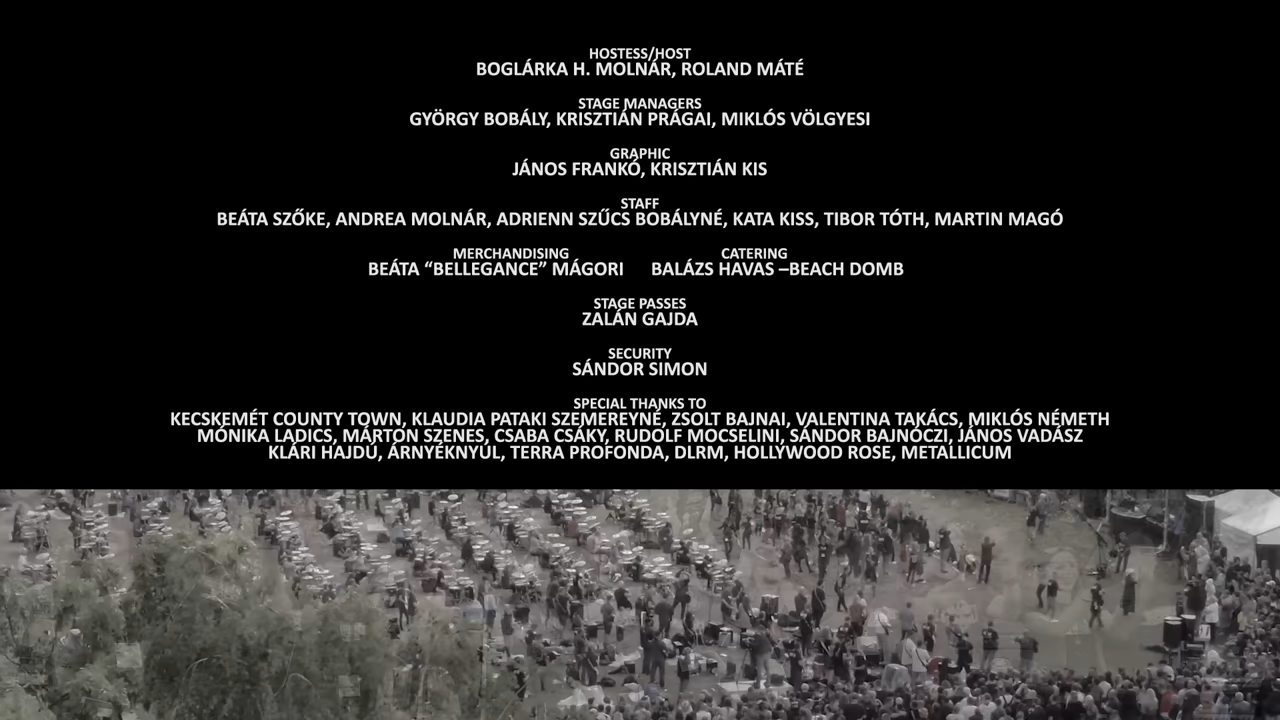 HOSTESS/HOST
BOGLÁRKA H. MOLNÁR, ROLAND MÁTÉ
STAGE MANAGERS
GYÖRGY BOBÁLY, KRISZTIÁN PRÁGAI, MIKLÓS VÖLGYESI
GRAPHIC
JÁNOS FRANKÓ, KRISZTIÁN KIS
STAFF
BEÁTA SZŐKE, ANDREA MOLNÁR, ADRIENN SZŰCS BOBÁLYNÉ, KATA KISS, TIBOR TÓTH, MARTIN MAGÓ
MERCHANDISING CATERING
BEÁTA “BELLEGANCE” MÁGORI BALÁZS HAVAS –BEACH DOMB
STAGE PASSES
ZALÁN GAJDA
SECURITY
SÁNDOR SIMON
SPECIAL THANKS TO
KECSKEMÉT COUNTY TOWN, KLAUDIA PATAKI SZEMEREYNÉ, ZSOLT BAJNAI, VALENTINA TAKÁCS, MIKLÓS NÉMETH
MÓNIKA LADICS, MÁRTON SZENES, CSABA CSÁKY, RUDOLF MOCSELINI, SÁNDOR BAJNÓCZI, JÁNOS VADÁSZ
KLÁRI HAJDÚ, ÁRNYÉKNYÚL, TERRA PROFONDA, DLRM, HOLLYWOOD ROSE, METALLICUM